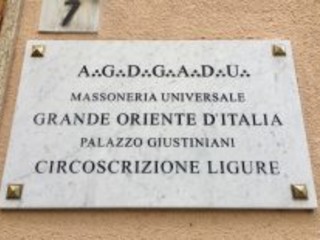 7
A∴G∴D∴G∴A∴D∴U∴
MASSONERIA UNIVERSALE
GRANDE ORIENTE D'ITALIA
PALAZZO GIUSTINIANI
CIRCOSCRIZIONE LIGURE